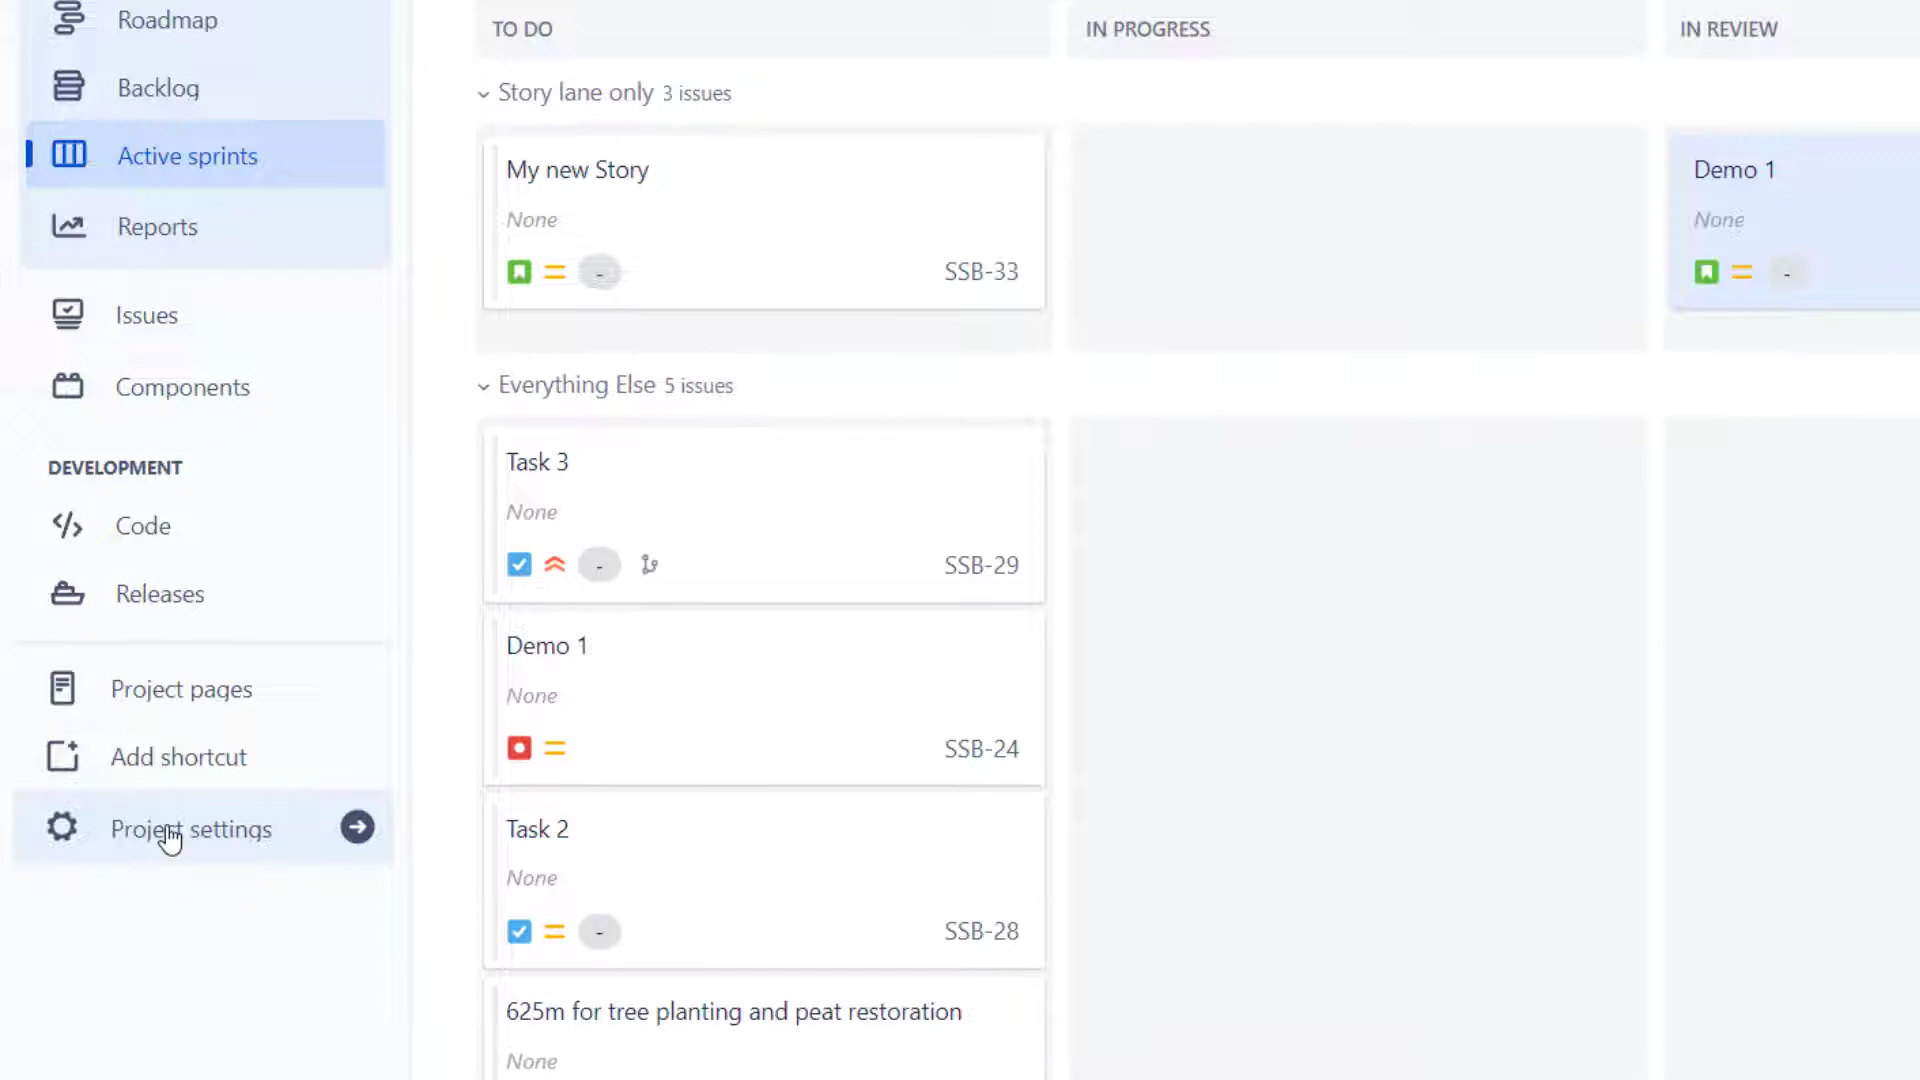 Roadmap
Backlog
Active sprints
Reports
Issues
Components
DEVELOPMENT
Code
Releases
Project pages
Add shortcut
Project settings
TO DO
IN PROGRESS
IN REVIEW
Story lane only 3 issues
My new Story
None
-
SSB-33
Demo 1
None
-
Everything Else 5 issues
Task 3
None
-
SSB-29
Demo 1
None
SSB-24
Task 2
None
-
SSB-28
625m for tree planting and peat restoration
None